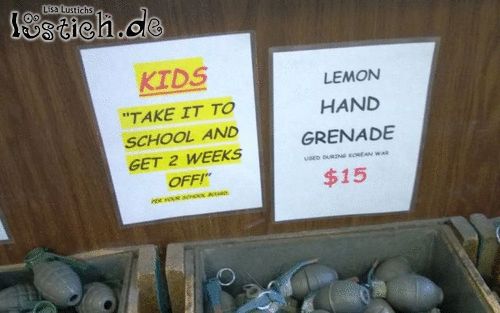 Lisa Lustichs
lustich.de
KIDS
"TAKE IT TO
SCHOOL AND
GET 2 WEEKS
OFF!"
PER YOUR SCHOOL BOARD.
LEMON
HAND
GRENADE
USED DURING KOREAN WAR
$15